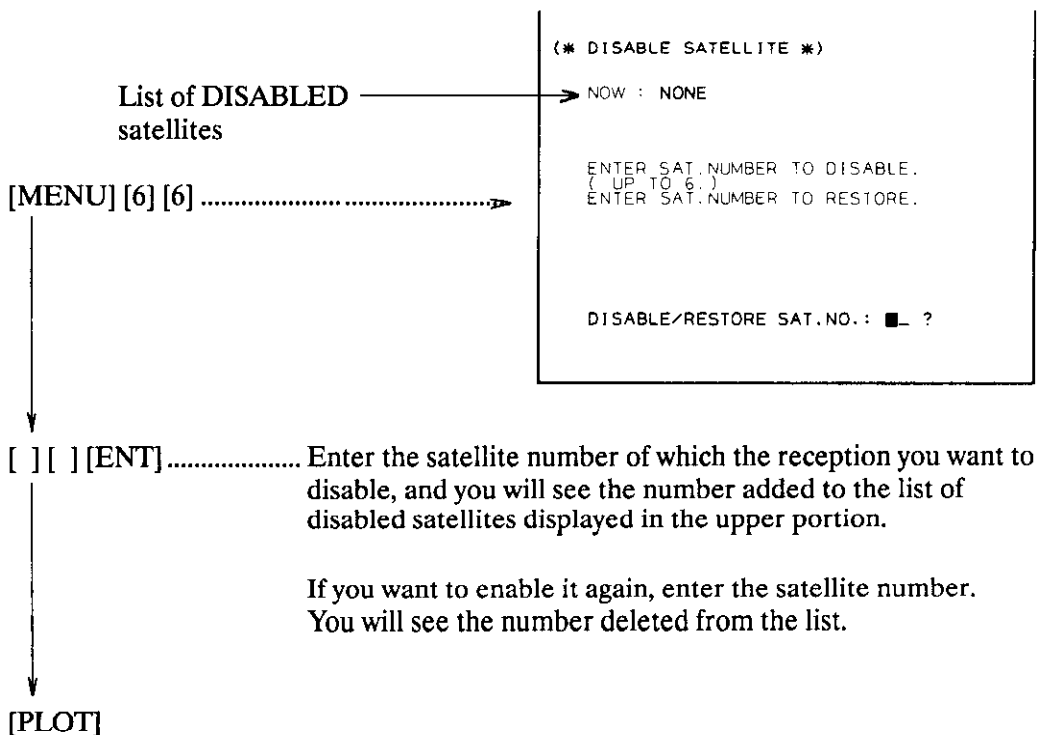 (* DISABLE SATELLITE *)
List of DISABLED
satellites
NOW : NONE
ENTER SAT.NUMBER TO DISABLE.
( UP TO 6.)
ENTER SAT.NUMBER TO RESTORE.
[MENU] [6] [6] ..........................................
DISABLE/RESTORE SAT.NO.: ■_ ?
[ ] [ ] [ENT] .................... Enter the satellite number of which the reception you want to
disable, and you will see the number added to the list of
disabled satellites displayed in the upper portion.
If you want to enable it again, enter the satellite number.
You will see the number deleted from the list.
[PLOT]